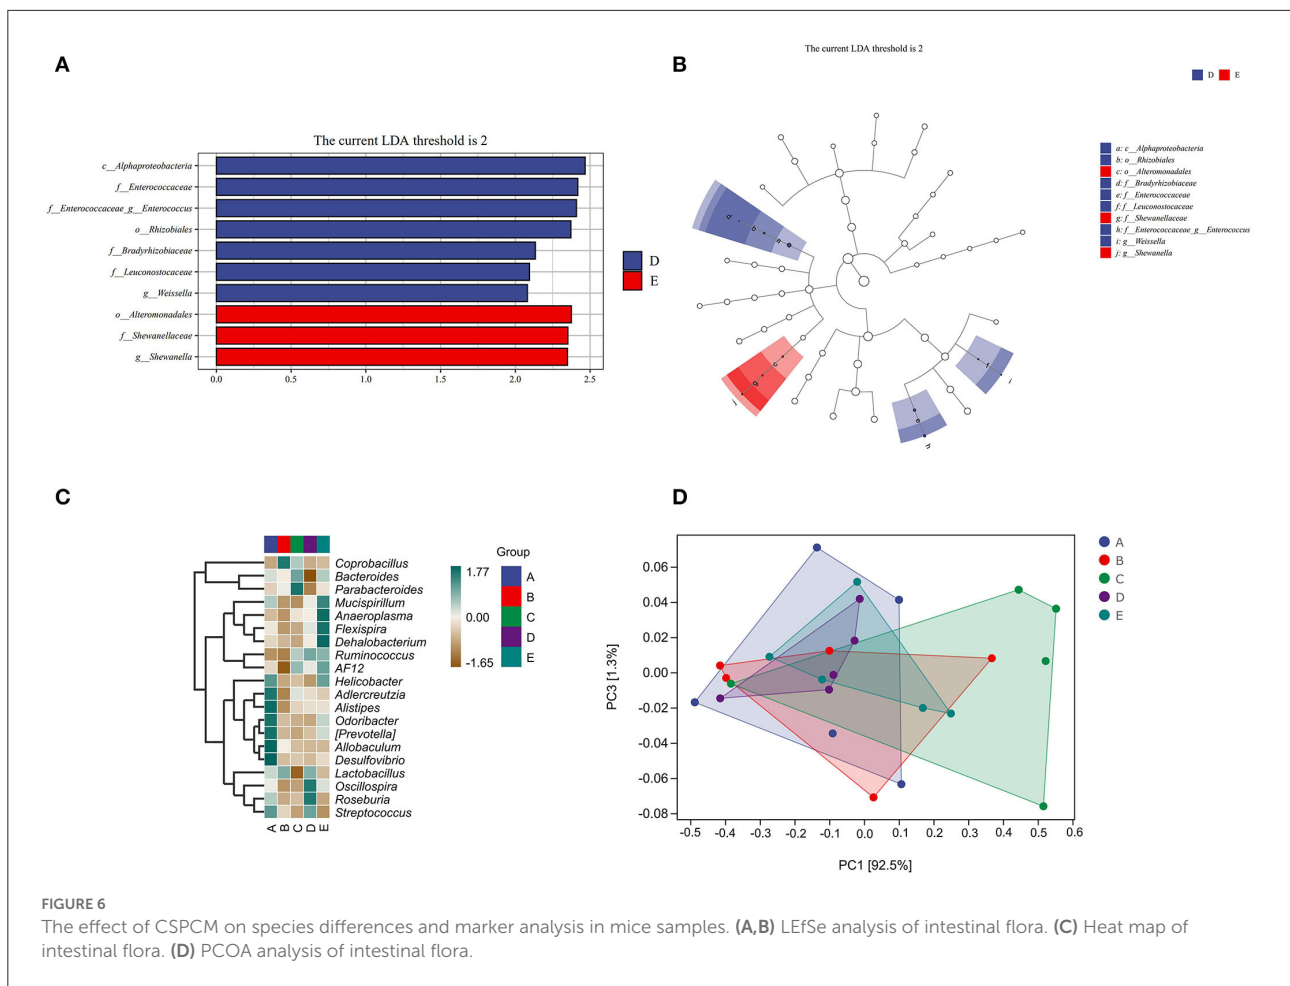 A
The current LDA threshold is 2
c__Alphaproteobacteria
f__Enterococcaceae
f__Enterococcaceae_g__Enterococcus
o__Rhizobiales
f__Bradyrhizobiaceae
f__Leuconostocaceae
g__Weissella
o__Alteromonadales
f__Shewanellaceae
g__Shewanella
0.0 0.5 1.0 1.5 2.0 2.5
D
E
B
The current LDA threshold is 2
D E
a: c__Alphaproteobacteria
b: o__Rhizobiales
c: o__Alteromonadales
d: f__Bradyrhizobiaceae
e: f__Enterococcaceae
f: f__Leuconostocaceae
g: f__Shewanellaceae
h: f__Enterococcaceae_g__Enterococcus
i: g__Weissella
j: g__Shewanella
C
Coprobacillus
Bacteroides
Parabacteroides
Mucispirillum
Anaeroplasma
Flexispira
Dehalobacterium
Ruminococcus
AF12
Helicobacter
Adlercreutzia
Alistipes
Odoribacter
[Prevotella]
Allobaculum
Desulfovibrio
Lactobacillus
Oscillospira
Roseburia
Streptococcus
A B C D E
1.77
0.00
-1.65
Group
A
B
C
D
E
D
PC3 [1.3%]
0.06
0.04
0.02
0.00
-0.02
-0.04
-0.06
-0.08
-0.5 -0.4 -0.3 -0.2 -0.1 0.0 0.1 0.2 0.3 0.4 0.5 0.6
PC1 [92.5%]
A
B
C
D
E
FIGURE 6
The effect of CSPCM on species differences and marker analysis in mice samples. (A,B) LEfSe analysis of intestinal flora. (C) Heat map of
intestinal flora. (D) PCOA analysis of intestinal flora.